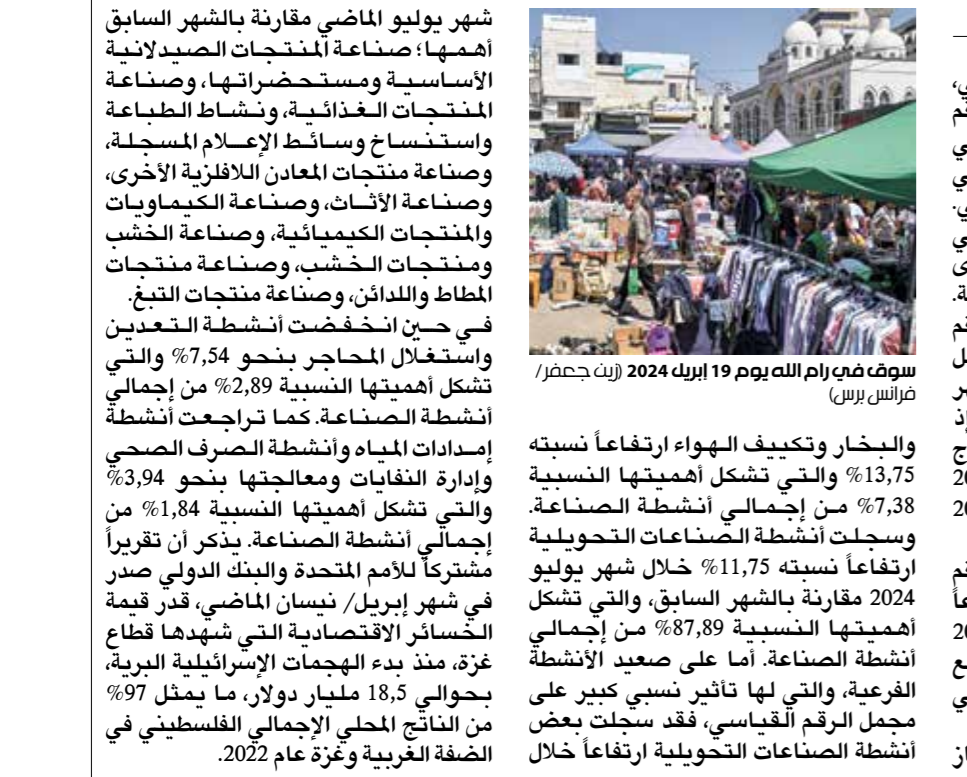 سوق في رام الله يوم 19 إبريل 2024 (زين جعفر/
فرانس برس)
والبخار وتكييف الهواء ارتفاعاً نسبته
13,75% والتي تشكل أهميتها النسبية
7,38% من إجمالي أنشطة الصناعة.
وسجلت أنشطة الصناعات التحويلية
ارتفاعاً نسبته 11,75% خلال شهر يوليو
2024 مقارنة بالشهر السابق، والتي تشكل
أهميتها النسبية 87,89% من إجمالي
أنشطة الصناعة. أما على صعيد الأنشطة
الفرعية، والتي لها تأثير نسبي كبير على
مجمل الرقم القياسي، فقد سجلت بعض
أنشطة الصناعات التحويلية ارتفاعاً خلال
شهر يوليو الماضي مقارنة بالشهر السابق
أهمها؛ صناعة المنتجات الصيدلانية
الأساسية ومستحضراتها، وصناعة
المنتجات الغذائية، ونشاط الطباعة
واستنساخ وسائط الإعلام المسجلة،
وصناعة منتجات المعادن اللافلزية الأخرى،
وصناعة الأثاث، وصناعة الكيماويات
والمنتجات الكيميائية، وصناعة الخشب
ومنتجات الخشب، وصناعة منتجات
المطاط واللدائن، وصناعة منتجات التبغ.
في حين انخفضت أنشطة التعدين
واستغلال المحاجر بنحو 7,54% والتي
تشكل أهميتها النسبية 2,89% من إجمالي
أنشطة الصناعة. كما تراجعت أنشطة
إمدادات المياه وأنشطة الصرف الصحي
وإدارة النفايات ومعالجتها بنحو 3,94%
والتي تشكل أهميتها النسبية 1,84% من
إجمالي أنشطة الصناعة. يذكر أن تقريراً
مشتركاً للأمم المتحدة والبنك الدولي صدر
في شهر إبريل/ نيسان الماضي، قدر قيمة
الخسائر الاقتصادية التي شهدها قطاع
غزة، منذ بدء الهجمات الإسرائيلية البرية،
بحوالي 18,5 مليار دولار، ما يمثل 97%
من الناتج المحلي الإجمالي الفلسطيني في
الضفة الغربية وغزة عام 2022.